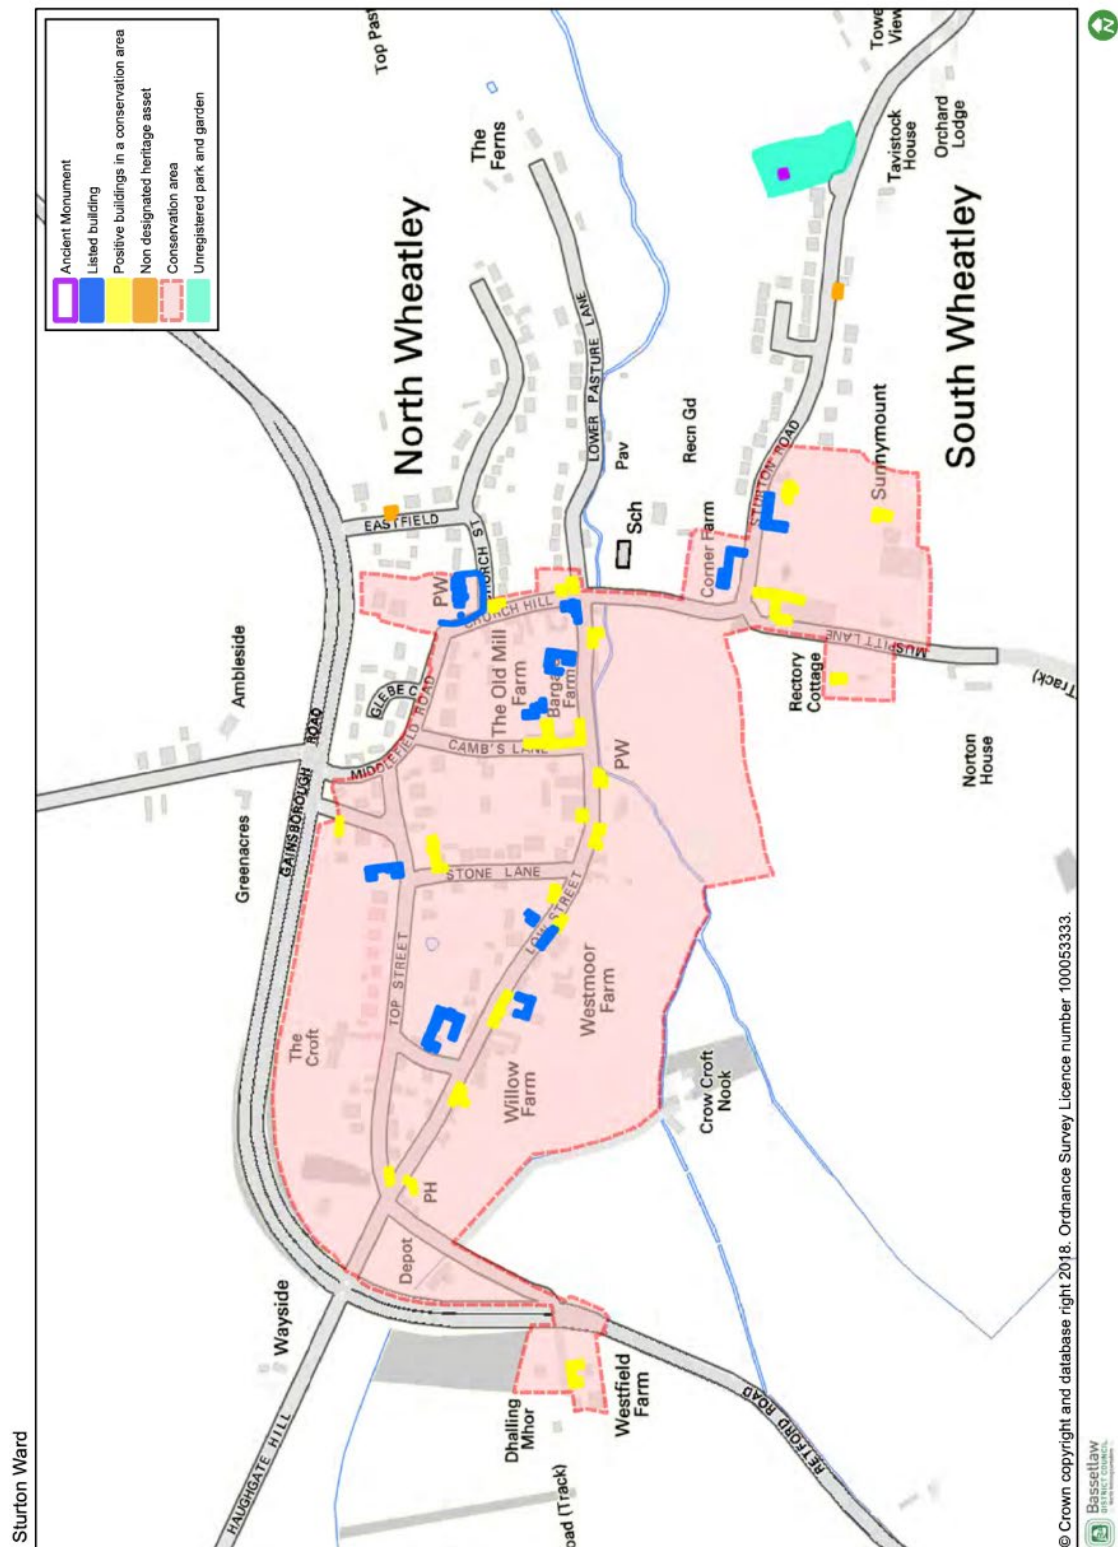 Sturton Ward
Ancient Monument
Listed building
Positive buildings in a conservation area
Non designated heritage asset
Conservation area
Unregistered park and garden
Top Past
The
Ferns
North Wheatley
Towe
View
Tavistock
House
Orchard
Lodge
South Wheatley
Ambleside
Greenacres
GAINSBOROUGH ROAD
EASTFIELD
CHURCH ST
LOWER PASTURE LANE
Pav
Recn Gd
Sch
PW
GLEBE C
MIDDLEFIELD ROAD
CHURCH HILL
The Old Mill
Farm
Farm
CAMB'S LANE
PW
Corner Farm
STURTON ROAD
Sunnymount
MUSPITT LANE
Rectory
Cottage
Norton
House
Track)
STONE LANE
TOP STREET
LOW STREET
The
Croft
Westmoor
Farm
Willow
Farm
Crow Croft
Nook
PH
Depot
Wayside
HAUGHGATE HILL
Dhalling
Mhor
Westfield
Farm
RETFORD ROAD
oad (Track)
© Crown copyright and database right 2018. Ordnance Survey Licence number 100053333.
Bassetlaw
DISTRICT COUNCIL
N